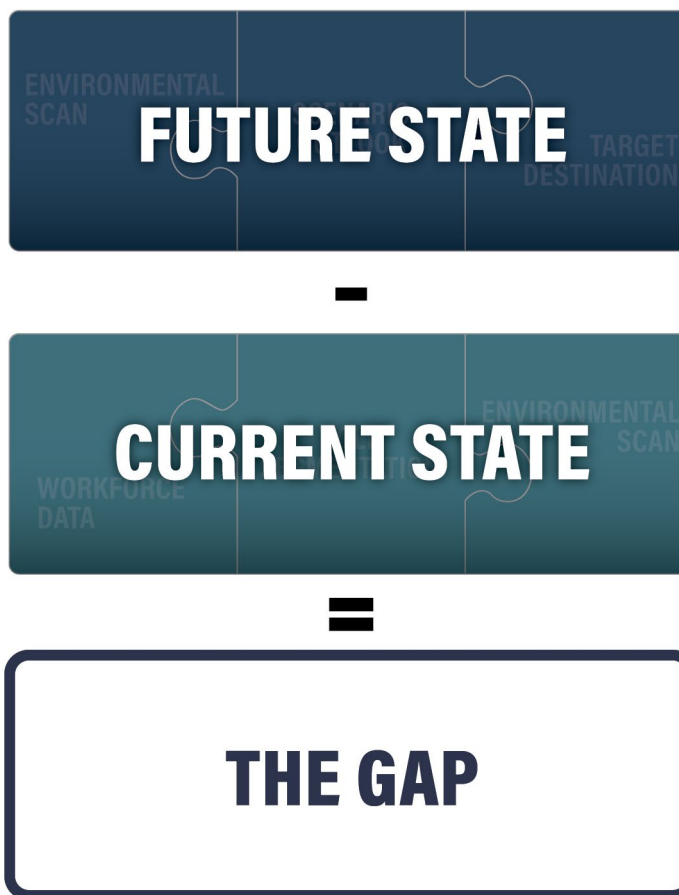 ENVIRONMENTAL
SCAN
FUTURE STATE
TARGET
DESTINATION
-
CURRENT STATE
ENVIRONMENTAL
SCAN
WORKFORCE
DATA
=
THE GAP